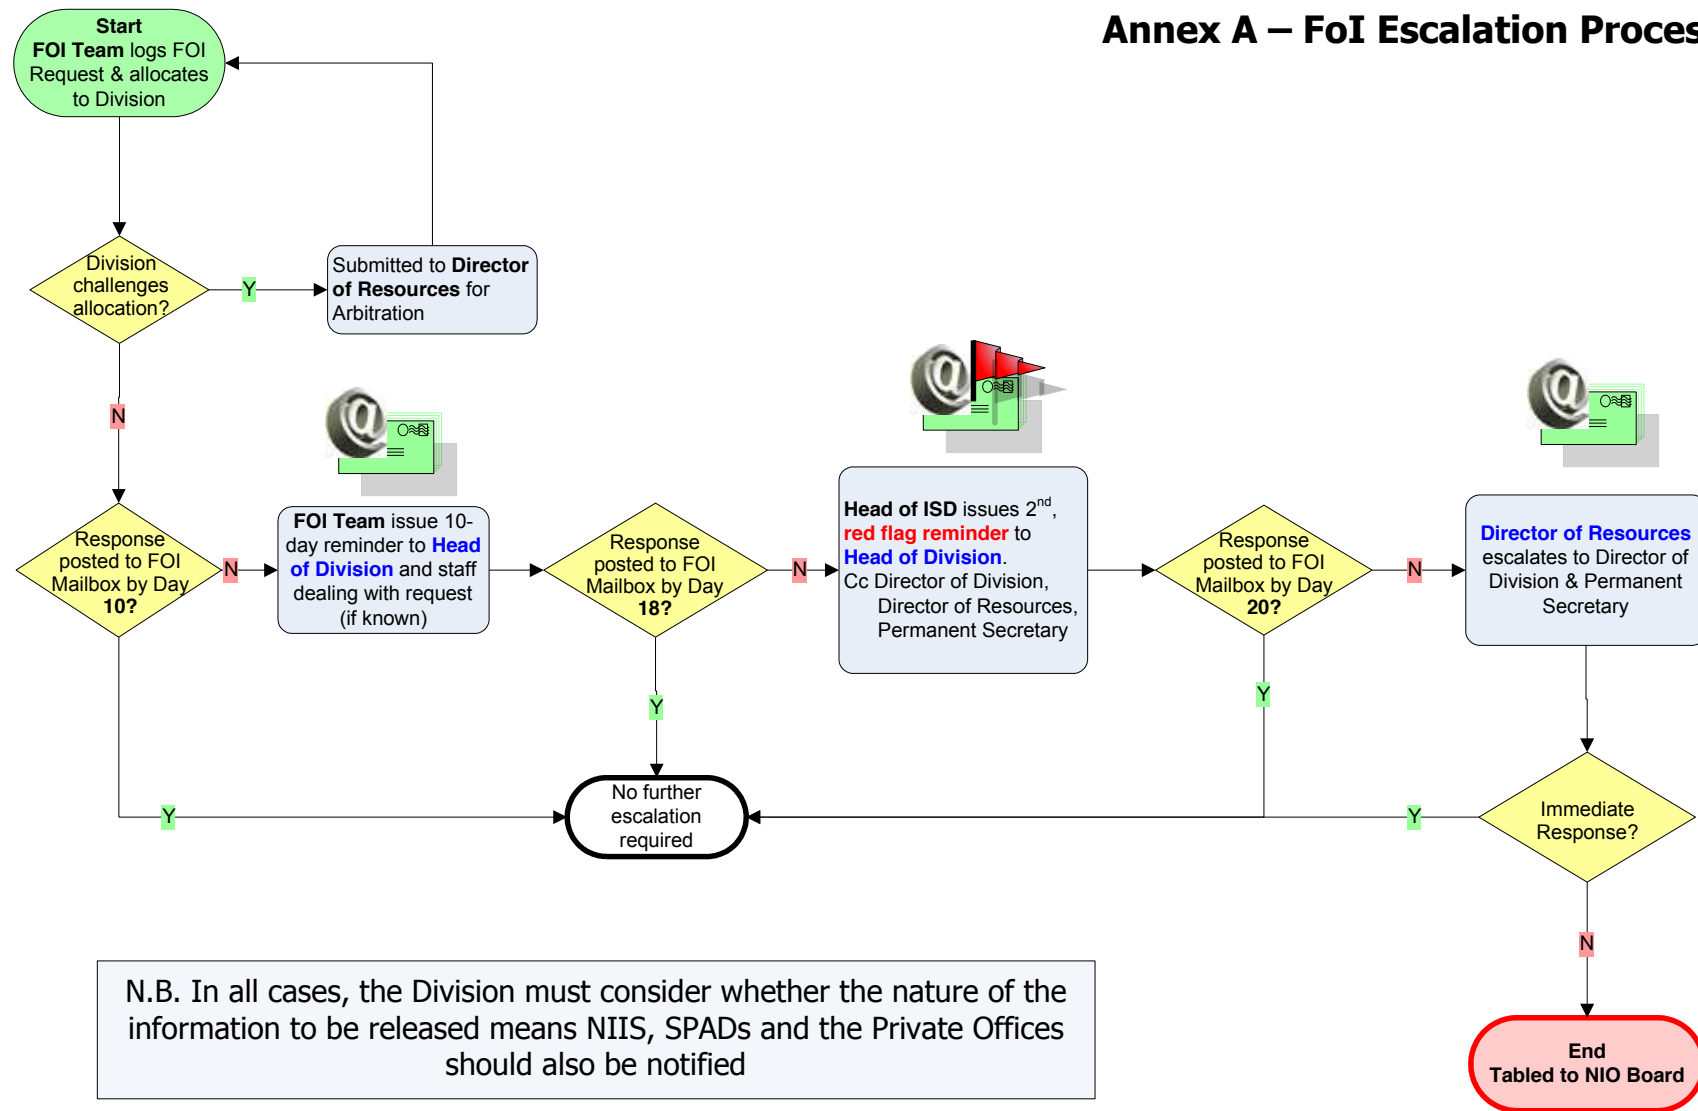 Annex A – FoI Escalation Proces
Start
FOI Team logs FOI
Request & allocates
to Division
Division
challenges
allocation?
Y
Submitted to Director
of Resources for
Arbitration
N
Response
posted to FOI
Mailbox by Day
10?
N
FOI Team issue 10-
day reminder to Head
of Division and staff
dealing with request
(if known)
Response
posted to FOI
Mailbox by Day
18?
N
Head of ISD issues 2nd,
red flag reminder to
Head of Division.
Cc Director of Division,
Director of Resources,
Permanent Secretary
Response
posted to FOI
Mailbox by Day
20?
N
Director of Resources
escalates to Director of
Division & Permanent
Secretary
Y
Y
Y
No further
escalation
required
Y
Immediate
Response?
N
End
Tabled to NIO Board
N.B. In all cases, the Division must consider whether the nature of the
information to be released means NIIS, SPADs and the Private Offices
should also be notified